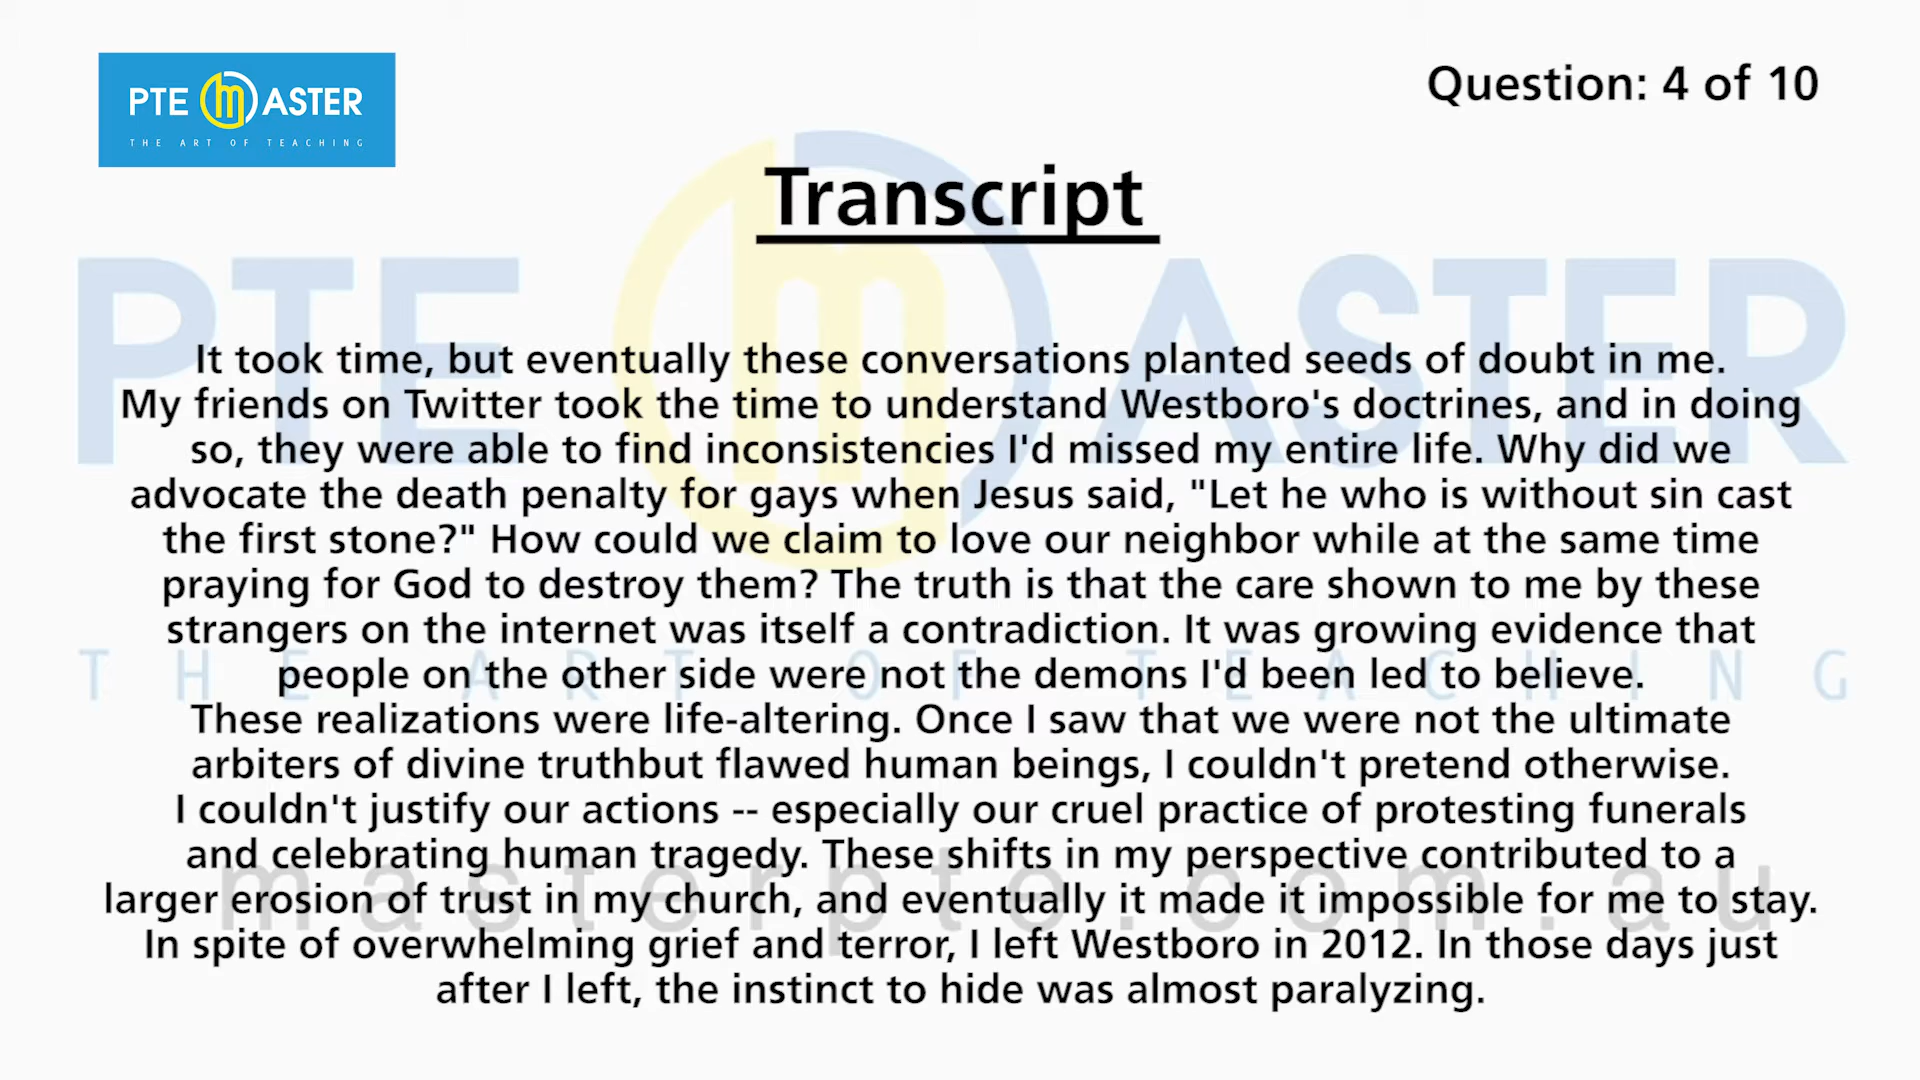 PTE MASTER
THE ART OF TEACHING
Question: 4 of 10
Transcript
It took time, but eventually these conversations planted seeds of doubt in me.
My friends on Twitter took the time to understand Westboro's doctrines, and in doing
so, they were able to find inconsistencies I'd missed my entire life. Why did we
advocate the death penalty for gays when Jesus said, "Let he who is without sin cast
the first stone?" How could we claim to love our neighbor while at the same time
praying for God to destroy them? The truth is that the care shown to me by these
strangers on the internet was itself a contradiction. It was growing evidence that
people on the other side were not the demons I'd been led to believe.
These realizations were life-altering. Once I saw that we were not the ultimate
arbiters of divine truthbut flawed human beings, I couldn't pretend otherwise.
I couldn't justify our actions -- especially our cruel practice of protesting funerals
and celebrating human tragedy. These shifts in my perspective contributed to a
larger erosion of trust in my church, and eventually it made it impossible for me to stay.
In spite of overwhelming grief and terror, I left Westboro in 2012. In those days just
after I left, the instinct to hide was almost paralyzing.
PTE MASTER
THE ART OF TEACHING
masterpte.com.au